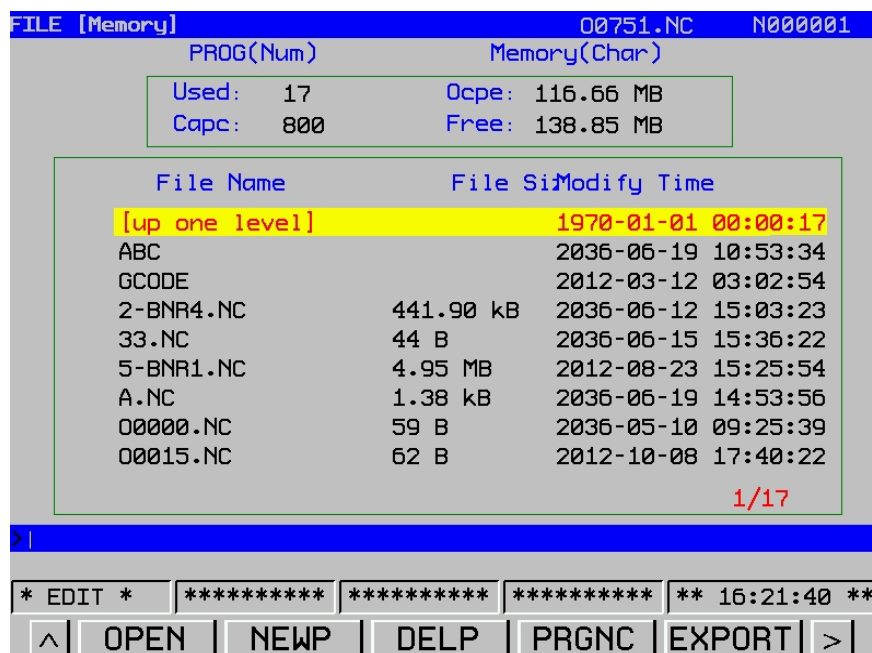 FILE [Memory] O0751.NC N000001
PROG(Num) Memory(Char)
Used: 17 Ocpe: 116.66 MB
Capc: 800 Free: 138.85 MB
File Name File Si Modify Time
[up one level] 1970-01-01 00:00:17
ABC 2036-06-19 10:53:34
GCODE 2012-03-12 03:02:54
2-BNR4.NC 441.90 kB 2036-06-12 15:03:23
33.NC 44 B 2036-06-15 15:36:22
5-BNR1.NC 4.95 MB 2012-08-23 15:25:54
A.NC 1.38 kB 2036-06-19 14:53:56
O0000.NC 59 B 2036-05-10 09:25:39
O0015.NC 62 B 2012-10-08 17:40:22
1/17
>|
* EDIT * ********** ********** ********** ** 16:21:40 **
^ OPEN NEWP DELP PRGNC EXPORT >